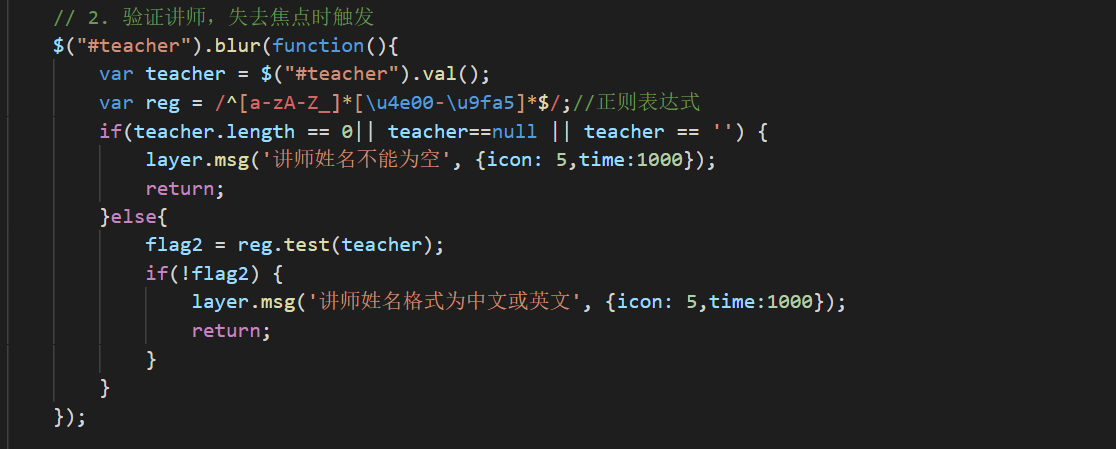 // 2. 验证讲师，失去焦点时触发
$("#teacher").blur(function(){
var teacher = $("#teacher").val();
var reg = /^[a-zA-Z_]*[\u4e00-\u9fa5]*$/;//正则表达式
if(teacher.length == 0|| teacher==null || teacher == '') {
layer.msg('讲师姓名不能为空', {icon: 5,time:1000});
return;
}else{
flag2 = reg.test(teacher);
if(!flag2) {
layer.msg('讲师姓名格式为中文或英文', {icon: 5,time:1000});
return;
}
}
});